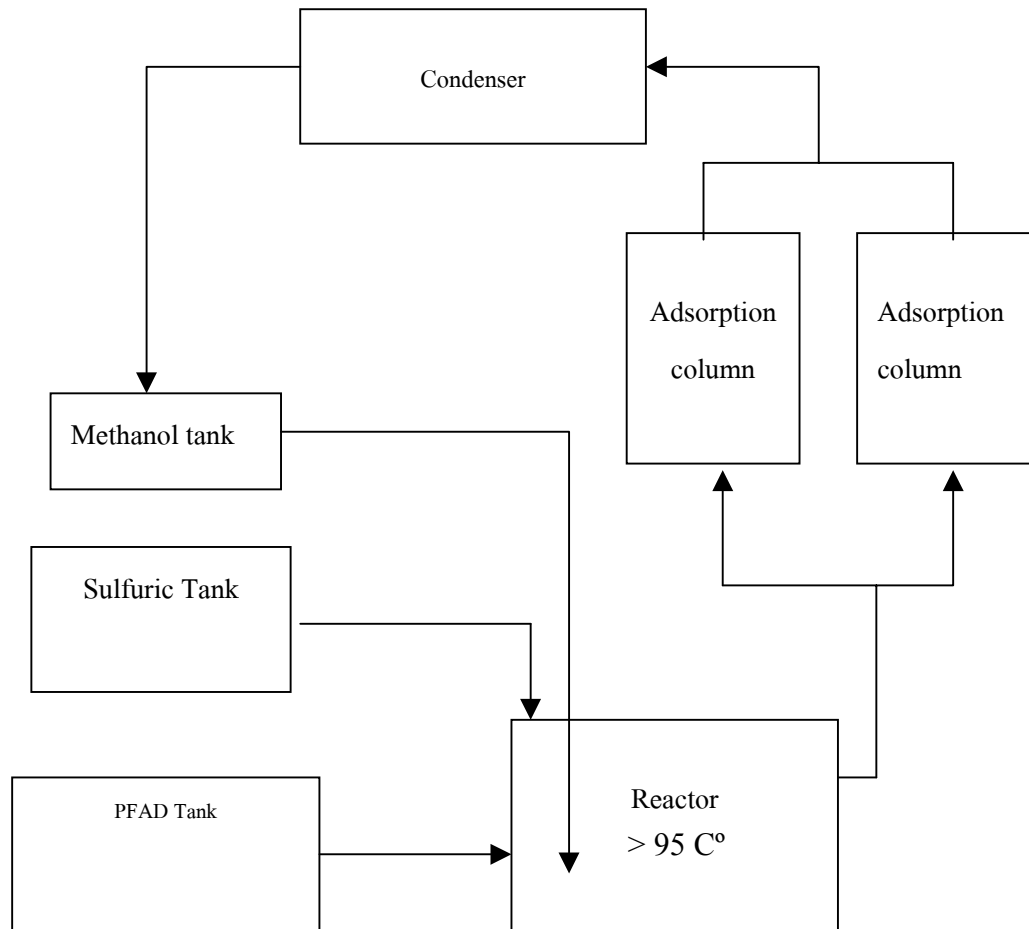 Condenser
Adsorption
column
Adsorption
column
Methanol tank
Sulfuric Tank
PFAD Tank
Reactor
> 95 Cº